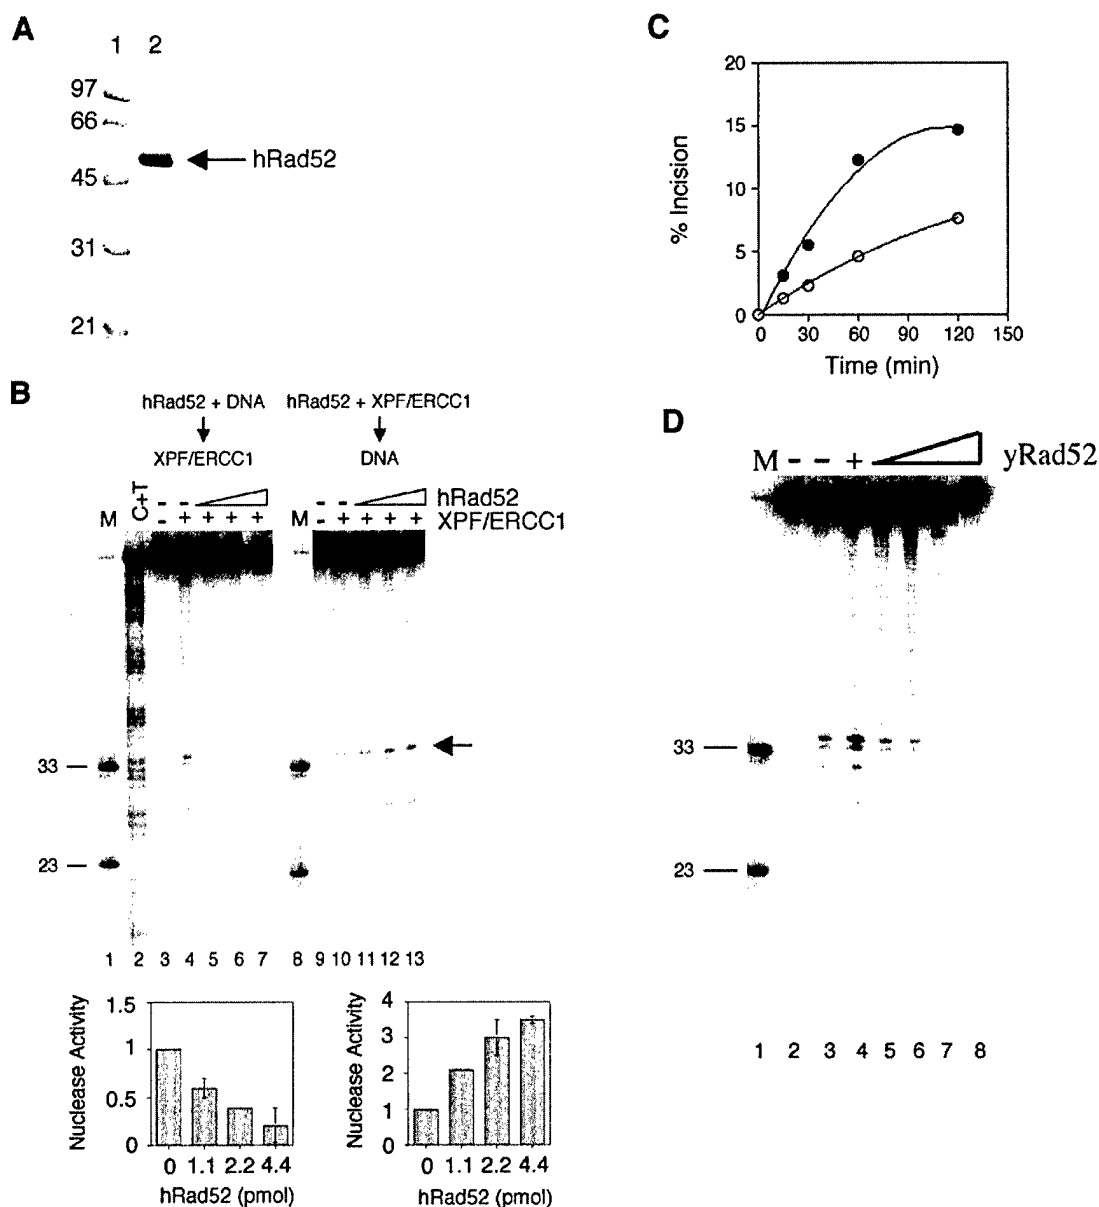 A
1 2
97
66
hRad52
45
31
21
B
hRad52 + DNA
XPF/ERCC1
hRad52 + XPF/ERCC1
DNA
hRad52
XPF/ERCC1
M C+T - - 
- + + + +
M - -
- + + + +
33
23
1 2 3 4 5 6 7 8 9 10 11 12 13
Nuclease Activity
1.5
1
0.5
0
0 1.1 2.2 4.4
hRad52 (pmol)
Nuclease Activity
4
3
2
1
0
0 1.1 2.2 4.4
hRad52 (pmol)
C
% Incision
20
15
10
5
0
0 30 60 90 120 150
Time (min)
D
M - - + yRad52
33
23
1 2 3 4 5 6 7 8